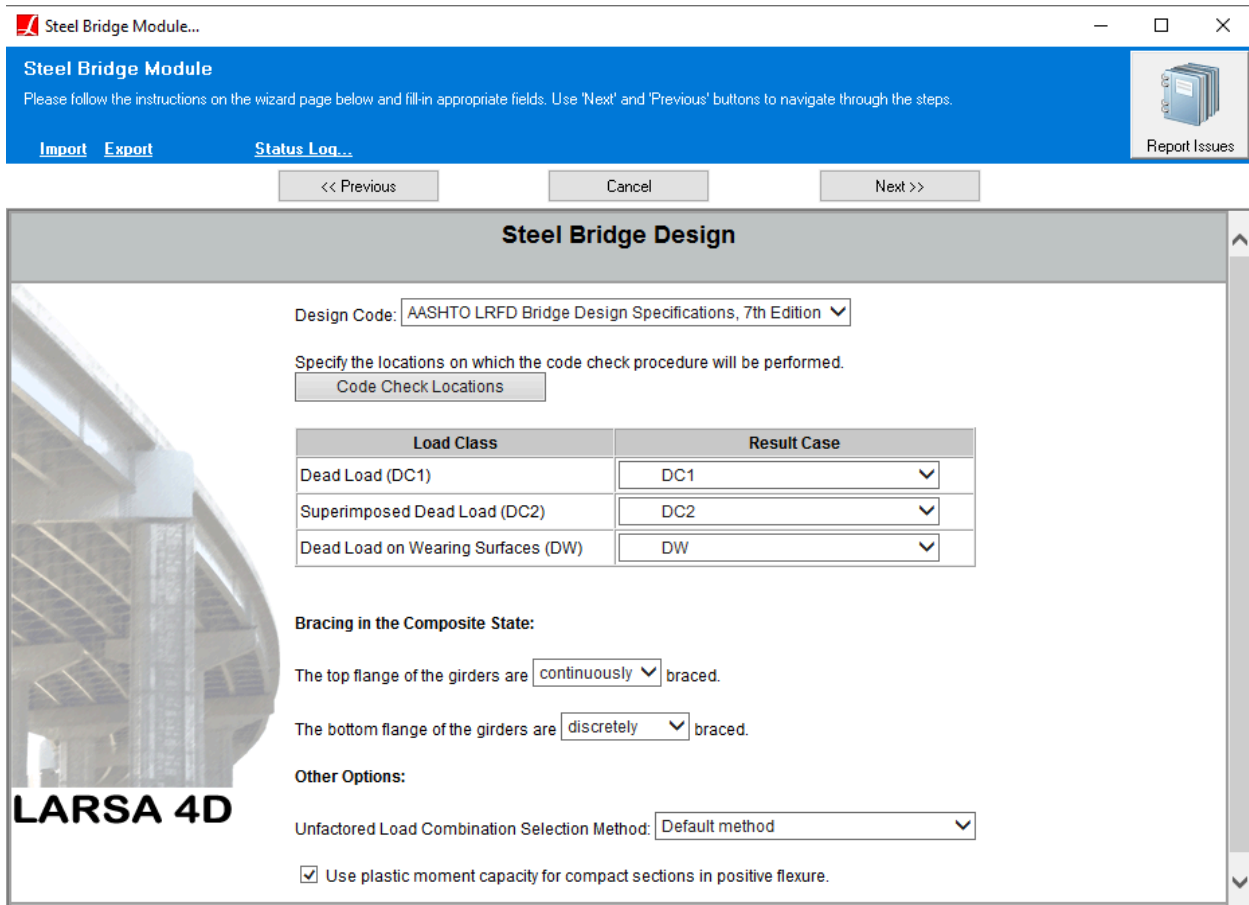 Steel Bridge Module...
Steel Bridge Module
Please follow the instructions on the wizard page below and fill-in appropriate fields. Use 'Next' and 'Previous' buttons to navigate through the steps.
Import Export Status Log...
Report Issues
<< Previous Cancel Next >>
Steel Bridge Design
Design Code: AASHTO LRFD Bridge Design Specifications, 7th Edition
Specify the locations on which the code check procedure will be performed.
Code Check Locations
Load Class Result Case
Dead Load (DC1) DC1
Superimposed Dead Load (DC2) DC2
Dead Load on Wearing Surfaces (DW) DW
Bracing in the Composite State:
The top flange of the girders are continuously braced.
The bottom flange of the girders are discretely braced.
Other Options:
LARSA 4D
Unfactored Load Combination Selection Method: Default method
Use plastic moment capacity for compact sections in positive flexure.